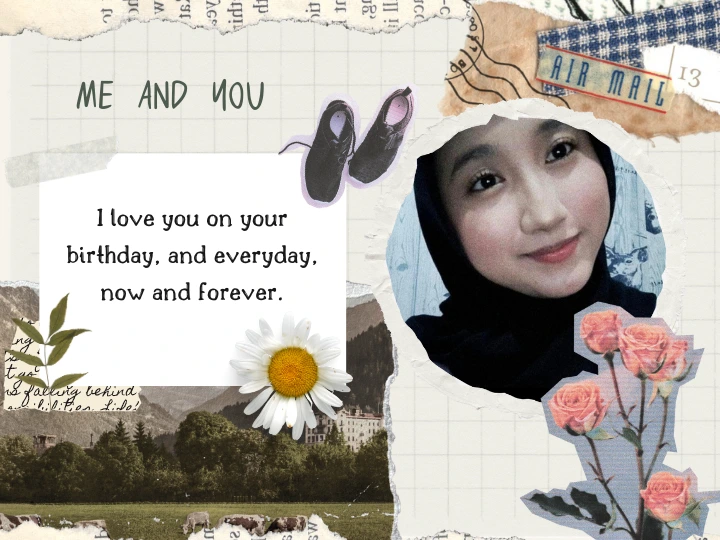 ME AND YOU
AIR MAIL
13
I love you on your
birthday, and everyday,
now and forever.